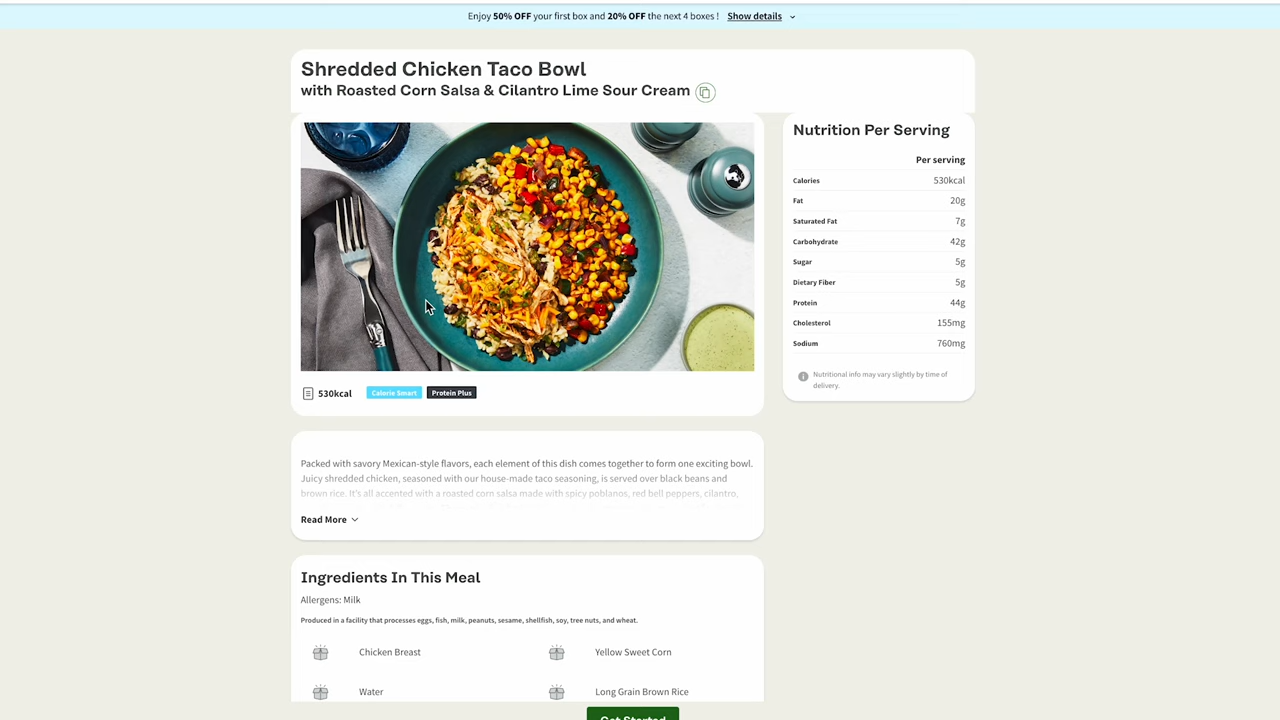 Enjoy 50% OFF your first box and 20% OFF the next 4 boxes ! Show details
Shredded Chicken Taco Bowl
with Roasted Corn Salsa & Cilantro Lime Sour Cream
530kcal
Calorie Smart
Protein Plus
Packed with savory Mexican-style flavors, each element of this dish comes together to form one exciting bowl.
Juicy shredded chicken, seasoned with our house-made taco seasoning, is served over black beans and
brown rice. It's all accented with a roasted corn salsa made with spicy poblanos, red bell peppers, cilantro,
Read More
Ingredients In This Meal
Allergens: Milk
Produced in a facility that processes eggs, fish, milk, peanuts, sesame, shellfish, soy, tree nuts, and wheat.
Chicken Breast
Yellow Sweet Corn
Water
Long Grain Brown Rice
Nutrition Per Serving
Per serving
Calories 530kcal
Fat 20g
Saturated Fat 7g
Carbohydrate 42g
Sugar 5g
Dietary Fiber 5g
Protein 44g
Cholesterol 155mg
Sodium 760mg
Nutritional info may vary slightly by time of
delivery.
Get Started